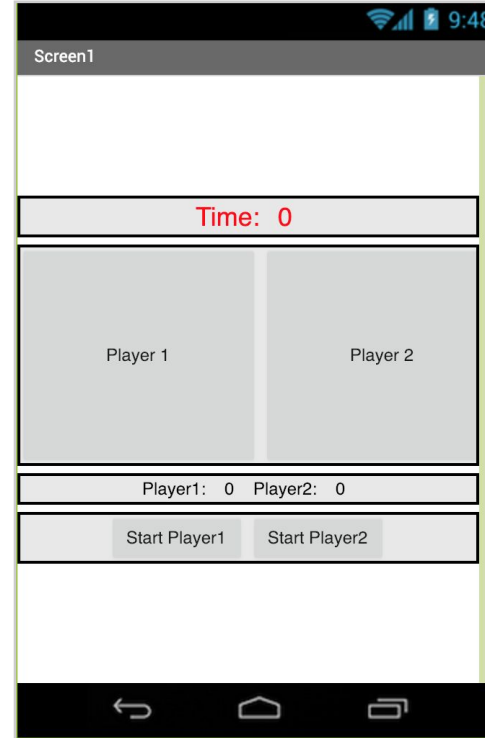 9:48
Screen1
Time: 0
Player 1 Player 2
Player1: 0 Player2: 0
Start Player1 Start Player2